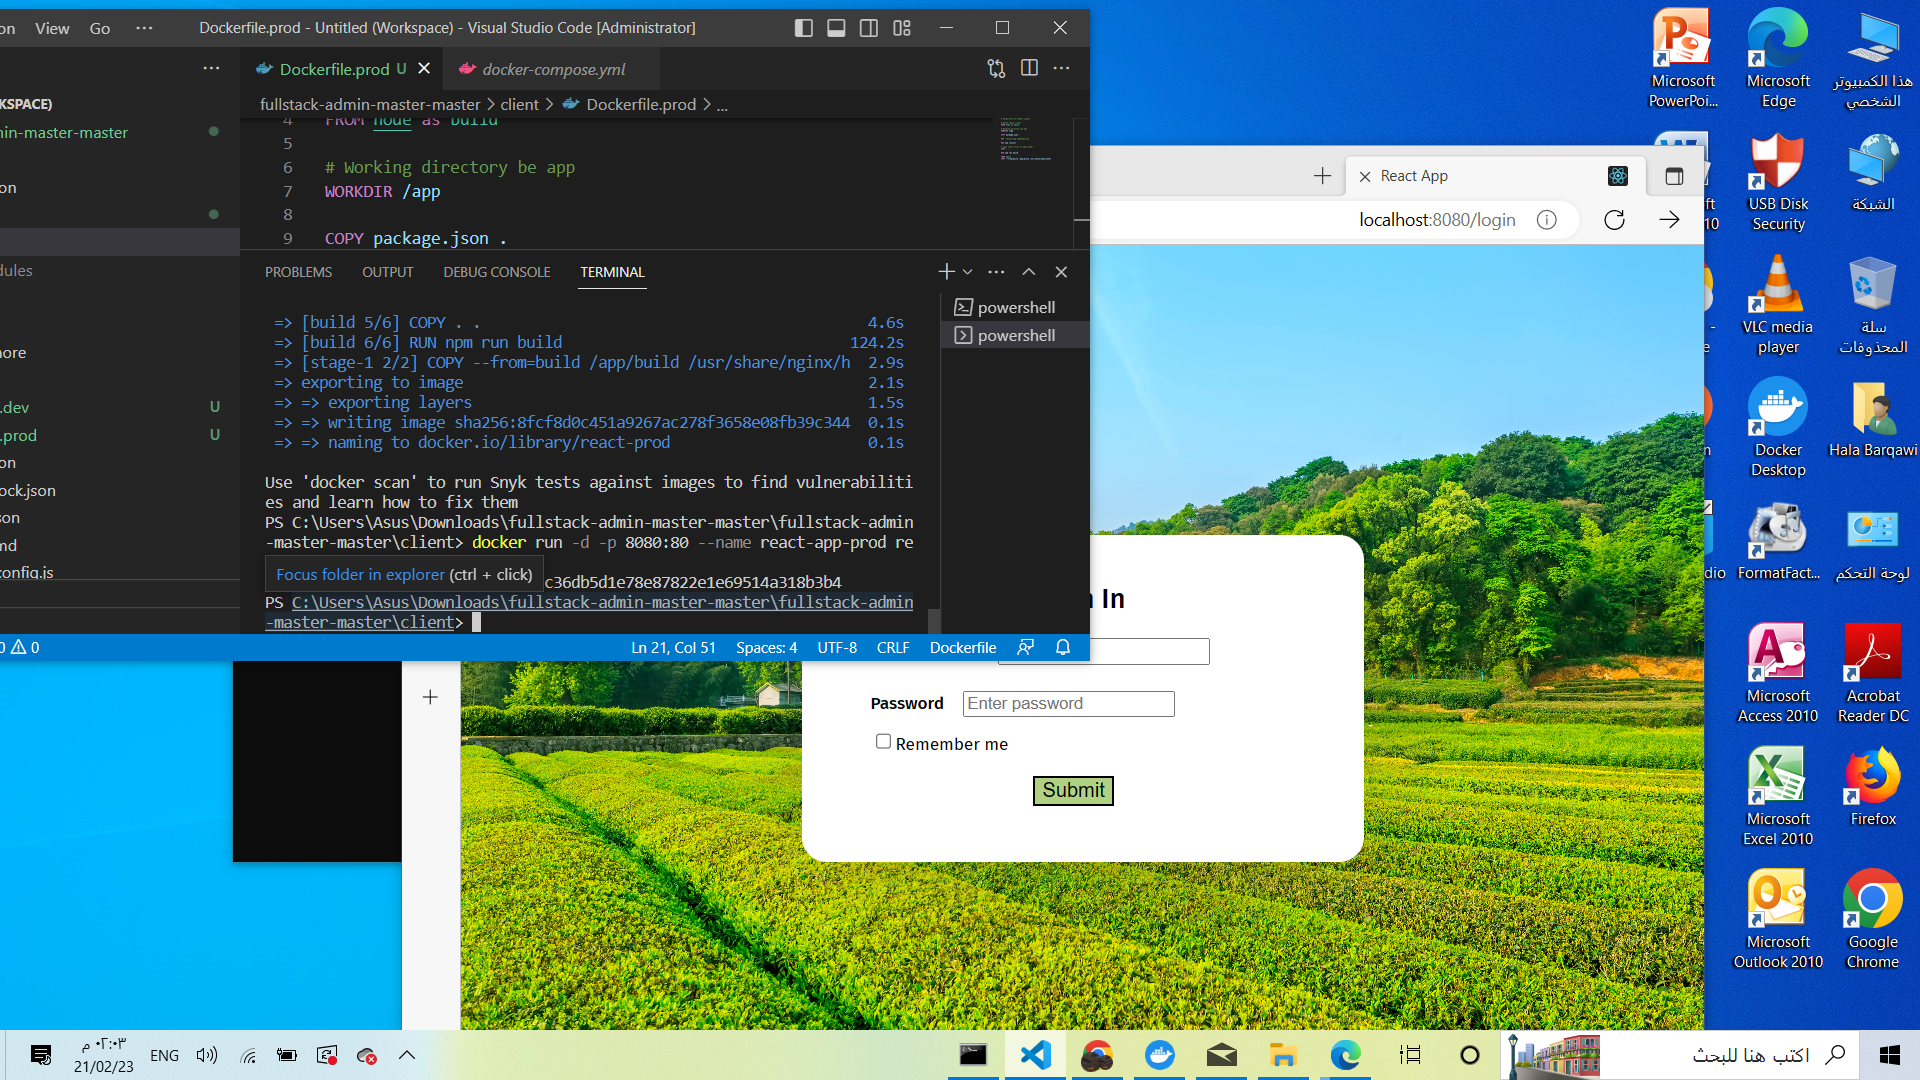 on View Go ··· Dockerfile.prod - Untitled (Workspace) - Visual Studio Code [Administrator]
Dockerfile.prod U docker-compose.yml
KSPACE)
fullstack-admin-master-master > client > Dockerfile.prod > ...
nin-master-master
on
dules
ore
.dev U
.prod U
on
ock.json
son
md
config.js
4 FROM node as build
5
6 # Working directory be app
7 WORKDIR /app
8
9 COPY package.json .
PROBLEMS OUTPUT DEBUG CONSOLE TERMINAL
powershell
powershell
=> [build 5/6] COPY . . 4.6s
=> [build 6/6] RUN npm run build 124.2s
=> [stage-1 2/2] COPY --from=build /app/build /usr/share/nginx/h 2.9s
=> exporting to image 2.1s
=> => exporting layers 1.5s
=> => writing image sha256:8fcf8d0c451a9267ac278f3658e08fb39c344 0.1s
=> => naming to docker.io/library/react-prod 0.1s
Use 'docker scan' to run Snyk tests against images to find vulnerabiliti
es and learn how to fix them
PS C:\Users\Asus\Downloads\fullstack-admin-master-master\fullstack-admin
-master-master\client> docker run -d -p 8080:80 --name react-app-prod re
Focus folder in explorer (ctrl + click)
c36db5d1e78e87822e1e69514a318b3b4
PS C:\Users\Asus\Downloads\fullstack-admin-master-master\fullstack-admin
-master-master\client>
0 0 Ln 21, Col 51 Spaces: 4 UTF-8 CRLF Dockerfile
React App
localhost:8080/login
In
Password Enter password
Remember me
Submit
Microsoft
PowerPoi...
Microsoft
Edge
هذا الكمبيوتر
الشخصي
ft
10
USB Disk
Security
الشبكة
-
e
VLC media
player
سلة
المحذوفات
n
Docker
Desktop
Hala Barqawi
dio
FormatFact...
لوحة التحكم
Microsoft
Access 2010
Acrobat
Reader DC
Microsoft
Excel 2010
Firefox
Microsoft
Outlook 2010
Google
Chrome
٠٢:٠٣ م
21/02/23
ENG
اكتب هنا للبحث